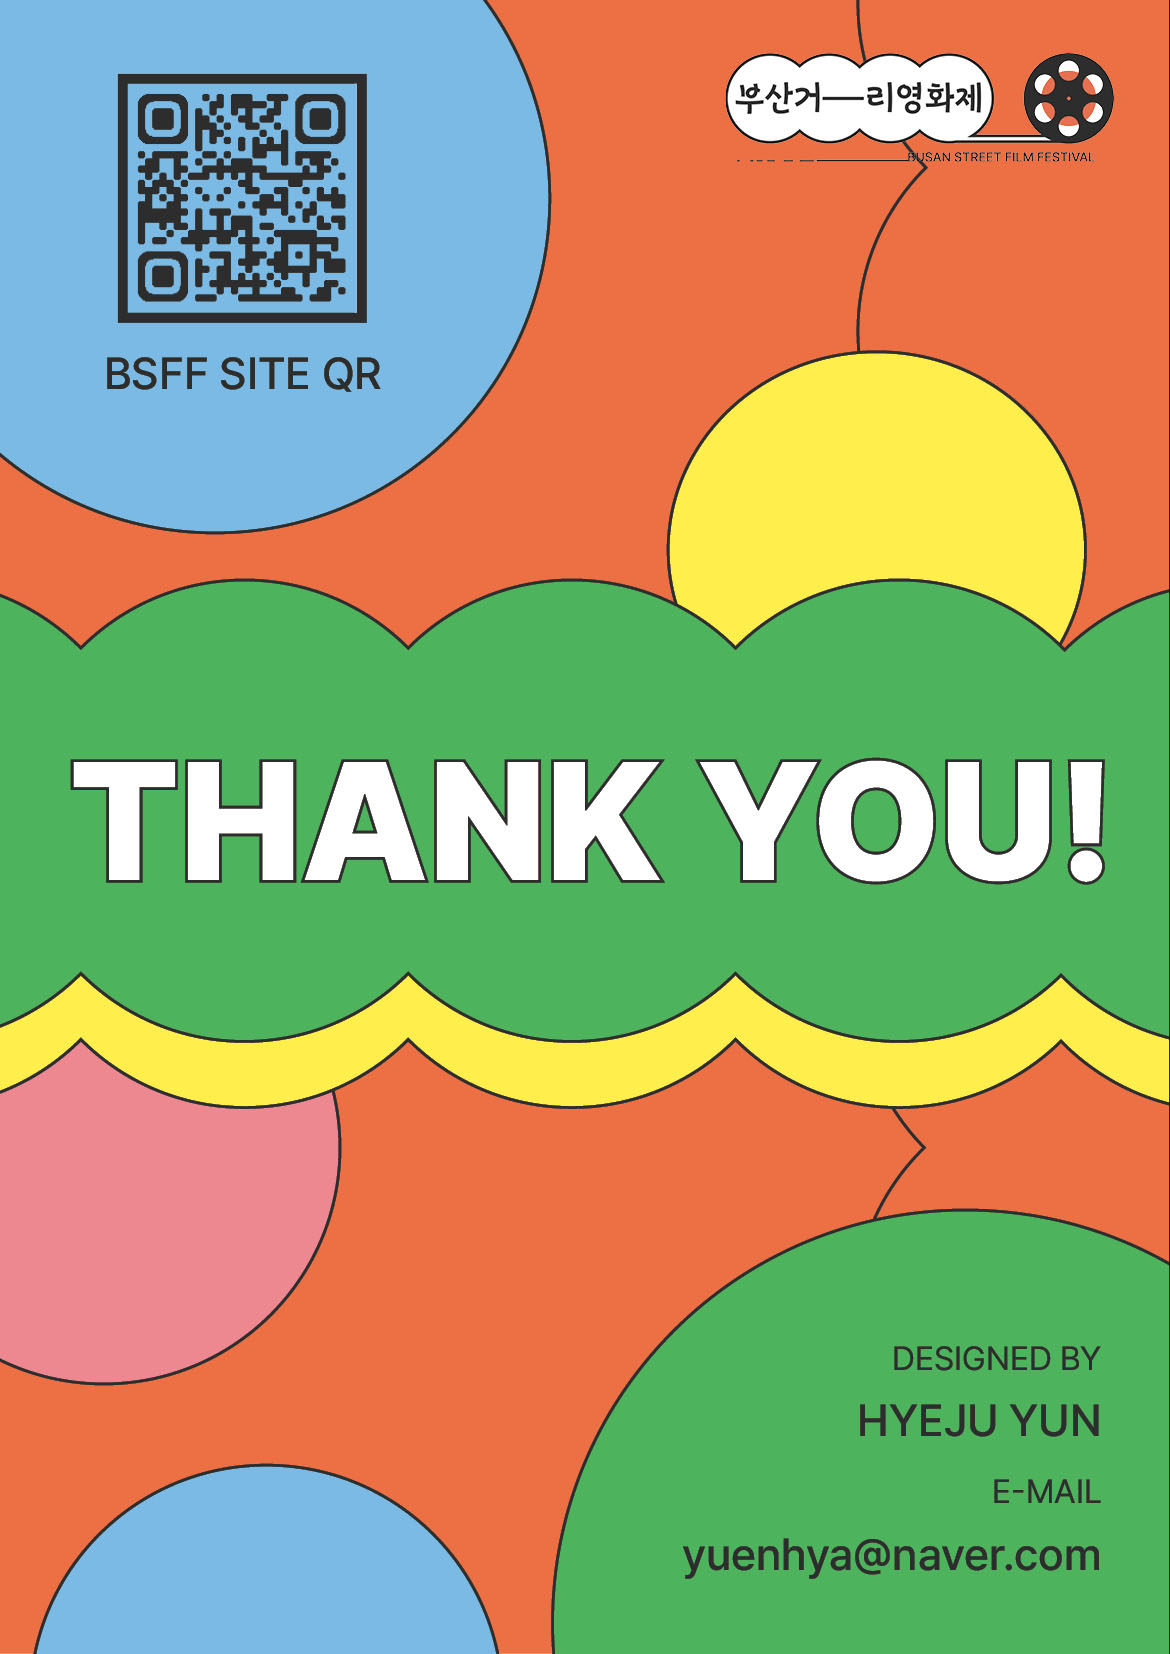 부산거—리영화제
BUSAN STREET FILM FESTIVAL
BSFF SITE QR
THANK YOU!
DESIGNED BY
HYEJU YUN
E-MAIL
yuenhya@naver.com